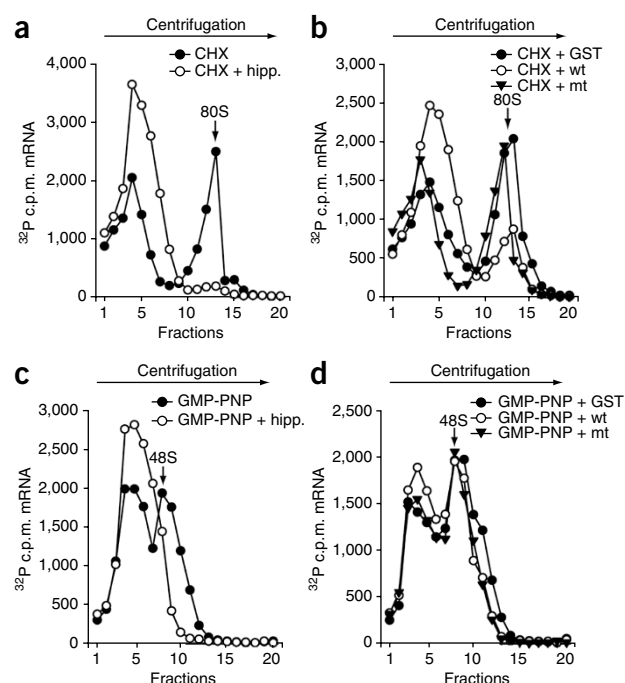 a
Centrifugation
CHX
CHX + hipp.
80S
4,000
3,000
2,000
1,000
0
³²P c.p.m. mRNA
1 5 10 15 20
Fractions
b
Centrifugation
CHX + GST
CHX + wt
CHX + mt
80S
3,000
2,500
2,000
1,500
1,000
500
0
³²P c.p.m. mRNA
1 5 10 15 20
Fractions
c
Centrifugation
GMP-PNP
GMP-PNP + hipp.
48S
3,000
2,500
2,000
1,500
1,000
500
0
³²P c.p.m. mRNA
1 5 10 15 20
Fractions
d
Centrifugation
GMP-PNP + GST
GMP-PNP + wt
GMP-PNP + mt
48S
2,500
2,000
1,500
1,000
500
0
³²P c.p.m. mRNA
1 5 10 15 20
Fractions